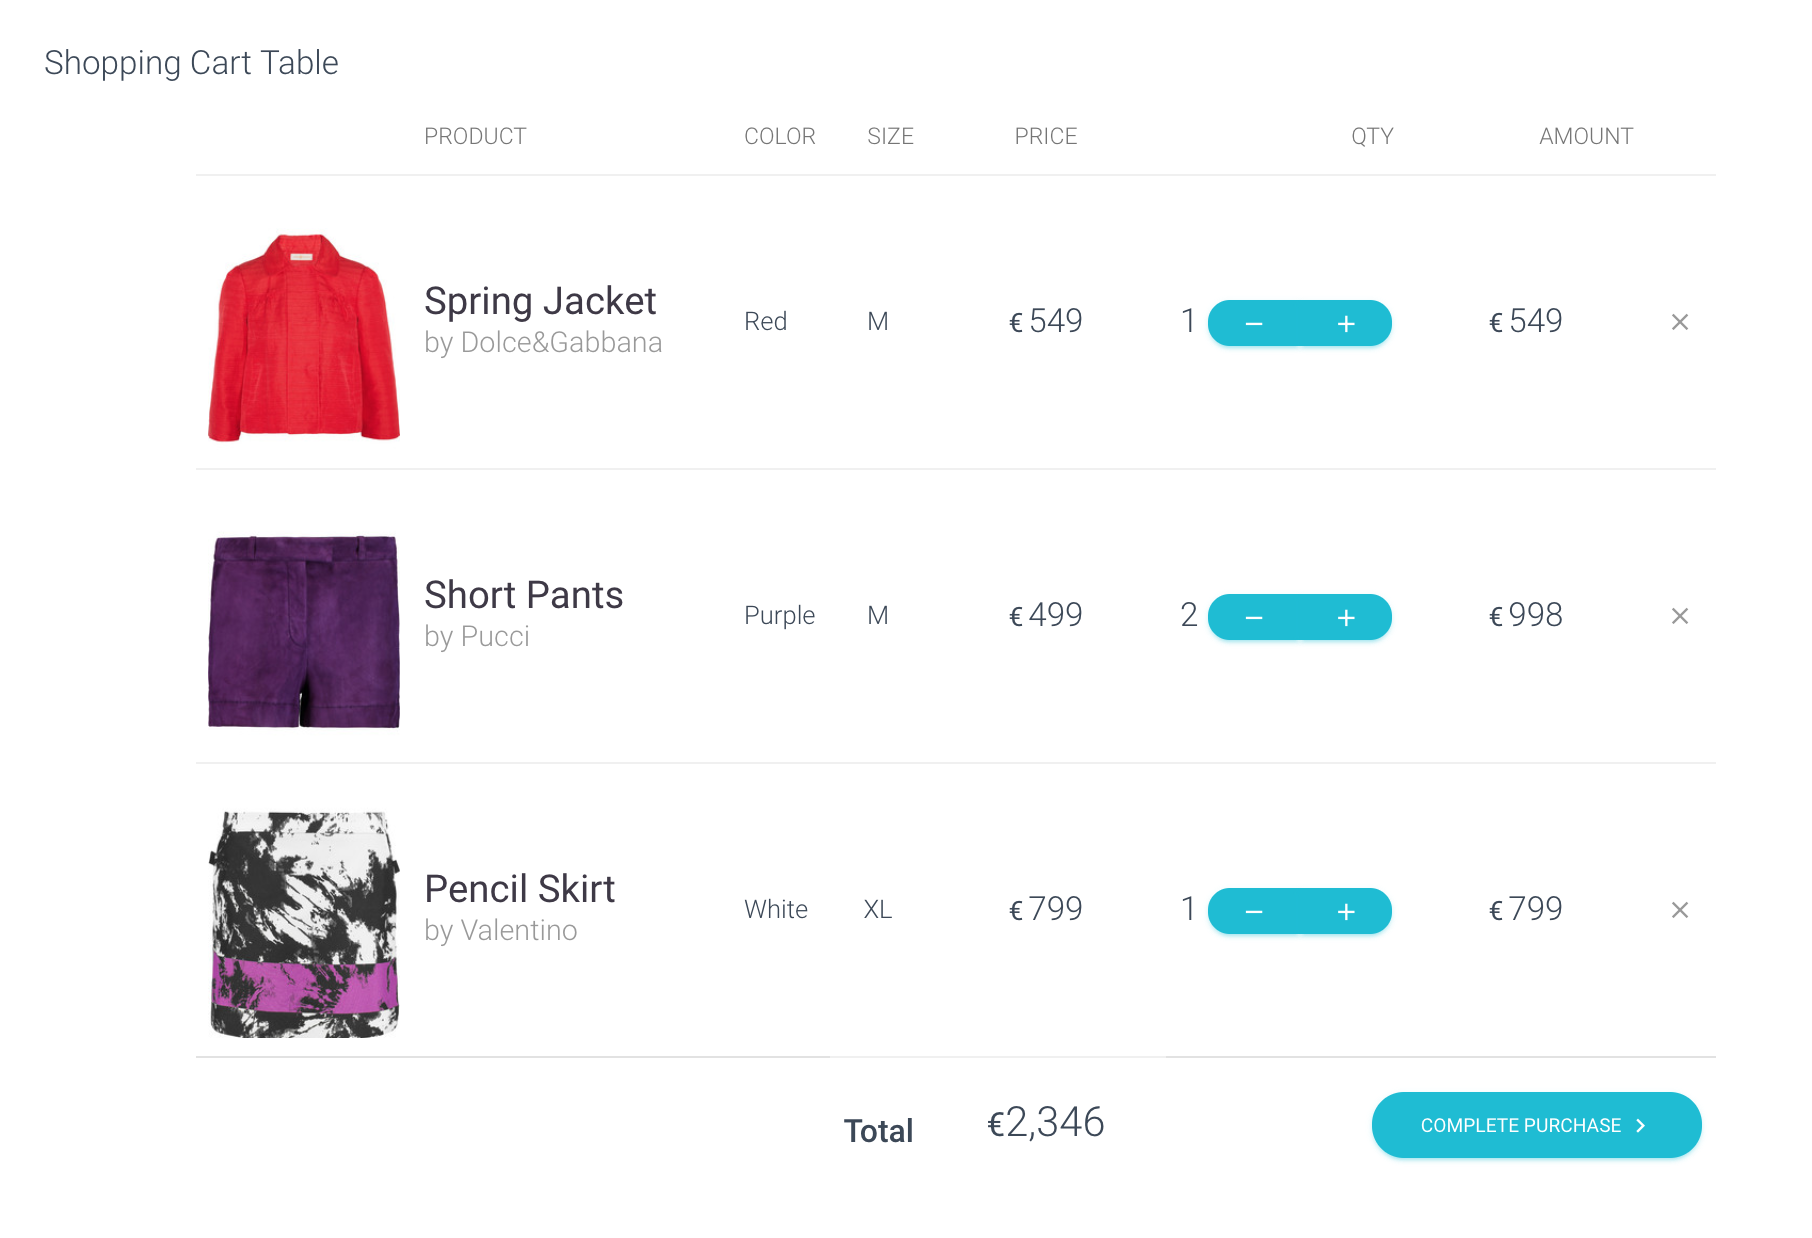 Shopping Cart Table
PRODUCT COLOR SIZE PRICE QTY AMOUNT
Spring Jacket
by Dolce&Gabbana
Red M € 549 1 − + € 549 ×
Short Pants
by Pucci
Purple M € 499 2 − + € 998 ×
Pencil Skirt
by Valentino
White XL € 799 1 − + € 799 ×
Total €2,346 COMPLETE PURCHASE >